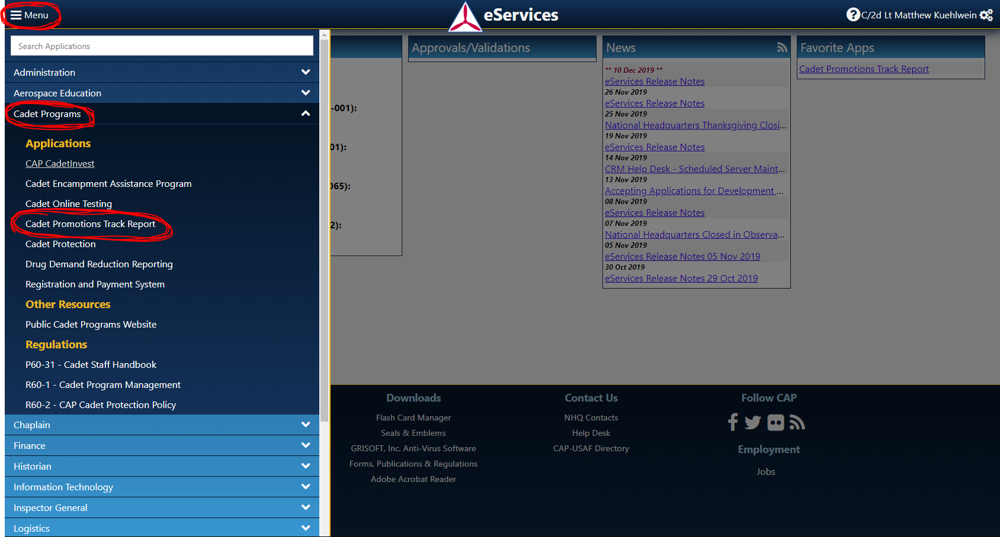 Menu
eServices
C/2d Lt Matthew Kuehlwein
Search Applications
Administration
Aerospace Education
Cadet Programs
Applications
CAP CadetInvest
Cadet Encampment Assistance Program
Cadet Online Testing
Cadet Promotions Track Report
Cadet Protection
Drug Demand Reduction Reporting
Registration and Payment System
Other Resources
Public Cadet Programs Website
Regulations
P60-31 - Cadet Staff Handbook
R60-1 - Cadet Program Management
R60-2 - CAP Cadet Protection Policy
Chaplain
Finance
Historian
Information Technology
Inspector General
Logistics
-001):
01):
065):
2):
Approvals/Validations
News
** 10 Dec 2019 **
eServices Release Notes
26 Nov 2019
eServices Release Notes
25 Nov 2019
National Headquarters Thanksgiving Closi...
19 Nov 2019
eServices Release Notes
14 Nov 2019
CRM Help Desk - Scheduled Server Maint...
13 Nov 2019
Accepting Applications for Development ...
08 Nov 2019
eServices Release Notes
07 Nov 2019
National Headquarters Closed in Observa...
05 Nov 2019
eServices Release Notes 05 Nov 2019
30 Oct 2019
eServices Release Notes 29 Oct 2019
Favorite Apps
Cadet Promotions Track Report
Downloads
Flash Card Manager
Seals & Emblems
GRISOFT, Inc. Anti-Virus Software
Forms, Publications & Regulations
Adobe Acrobat Reader
Contact Us
NHQ Contacts
Help Desk
CAP-USAF Directory
Follow CAP
Employment
Jobs